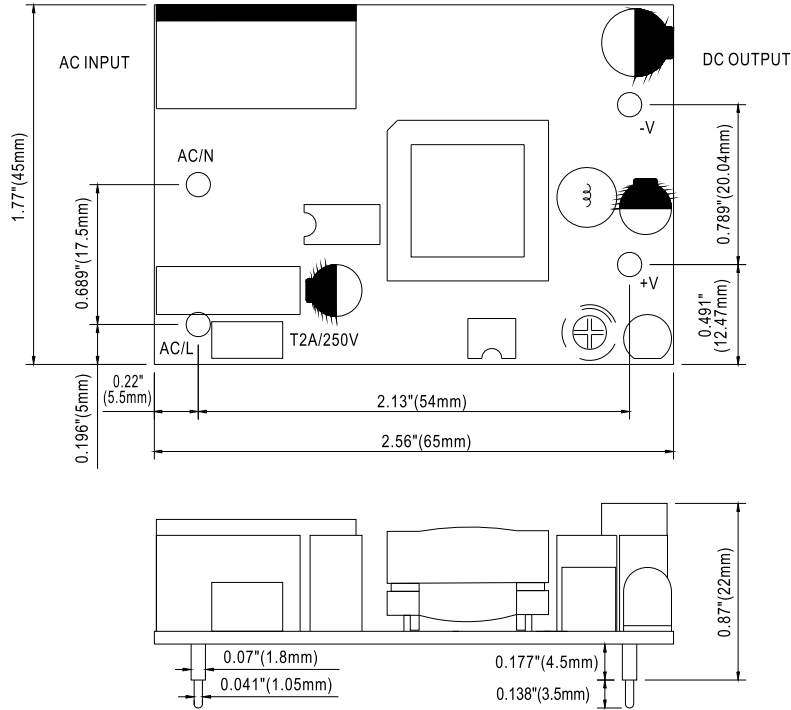 AC INPUT
DC OUTPUT
1.77"(45mm)
-V
AC/N
0.789"(20.04mm)
0.689"(17.5mm)
+V
0.491"
(12.47mm)
AC/L
T2A/250V
0.22"
(5.5mm)
0.196"(5mm)
2.13"(54mm)
2.56"(65mm)
0.87"(22mm)
0.07"(1.8mm)
0.177"(4.5mm)
0.041"(1.05mm)
0.138"(3.5mm)